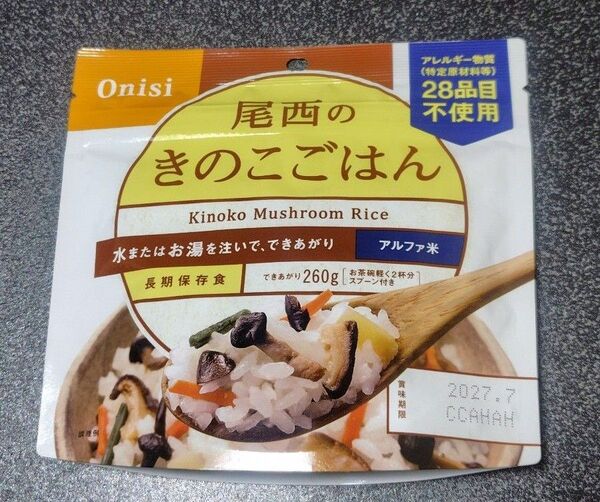 Onisi
アレルギー物質
(特定原材料等)
28品目
不使用
尾西の
きのこごはん
Kinoko Mushroom Rice
水またはお湯を注いで、できあがり
アルファ米
長期保存食
できあがり260g
お茶碗軽く2杯分
スプーン付き
賞味期限
2027.7
CCAHAH